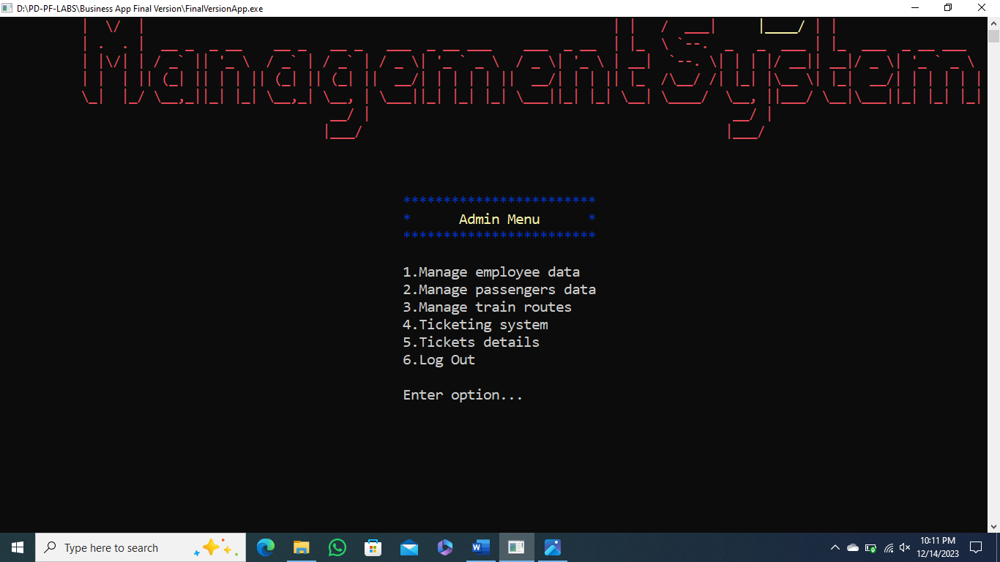 D:\PD-PF-LABS\Business App Final Version\FinalVersionApp.exe
ManagementSystem
************************
* Admin Menu *
************************
1.Manage employee data
2.Manage passengers data
3.Manage train routes
4.Ticketing system
5.Tickets details
6.Log Out
Enter option...
Type here to search
10:11 PM
12/14/2023